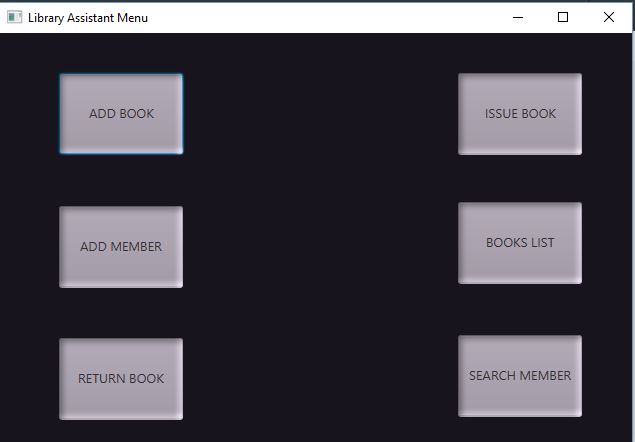 Library Assistant Menu
ADD BOOK
ISSUE BOOK
ADD MEMBER
BOOKS LIST
RETURN BOOK
SEARCH MEMBER